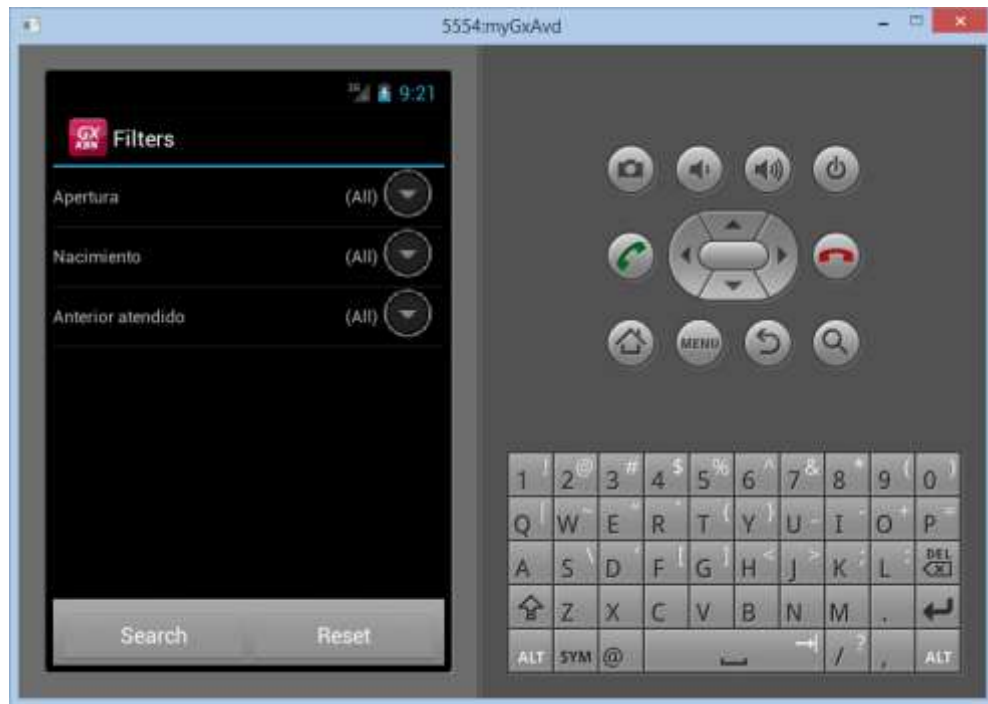 5554:myGxAvd
3G 9:21
GX
Filters
Apertura (All)
Nacimiento (All)
Anterior atendido (All)
Search Reset
MENU
1 ! 2 @ 3 # 4 $ 5 % 6 ^ 7 & 8 * 9 ( 0 )
Q W E R T { Y } U I O + P =
A S \ D F [ G ] H < J > K ; L : DEL
Z X C V B N M .
ALT SYM @ / ? , ALT